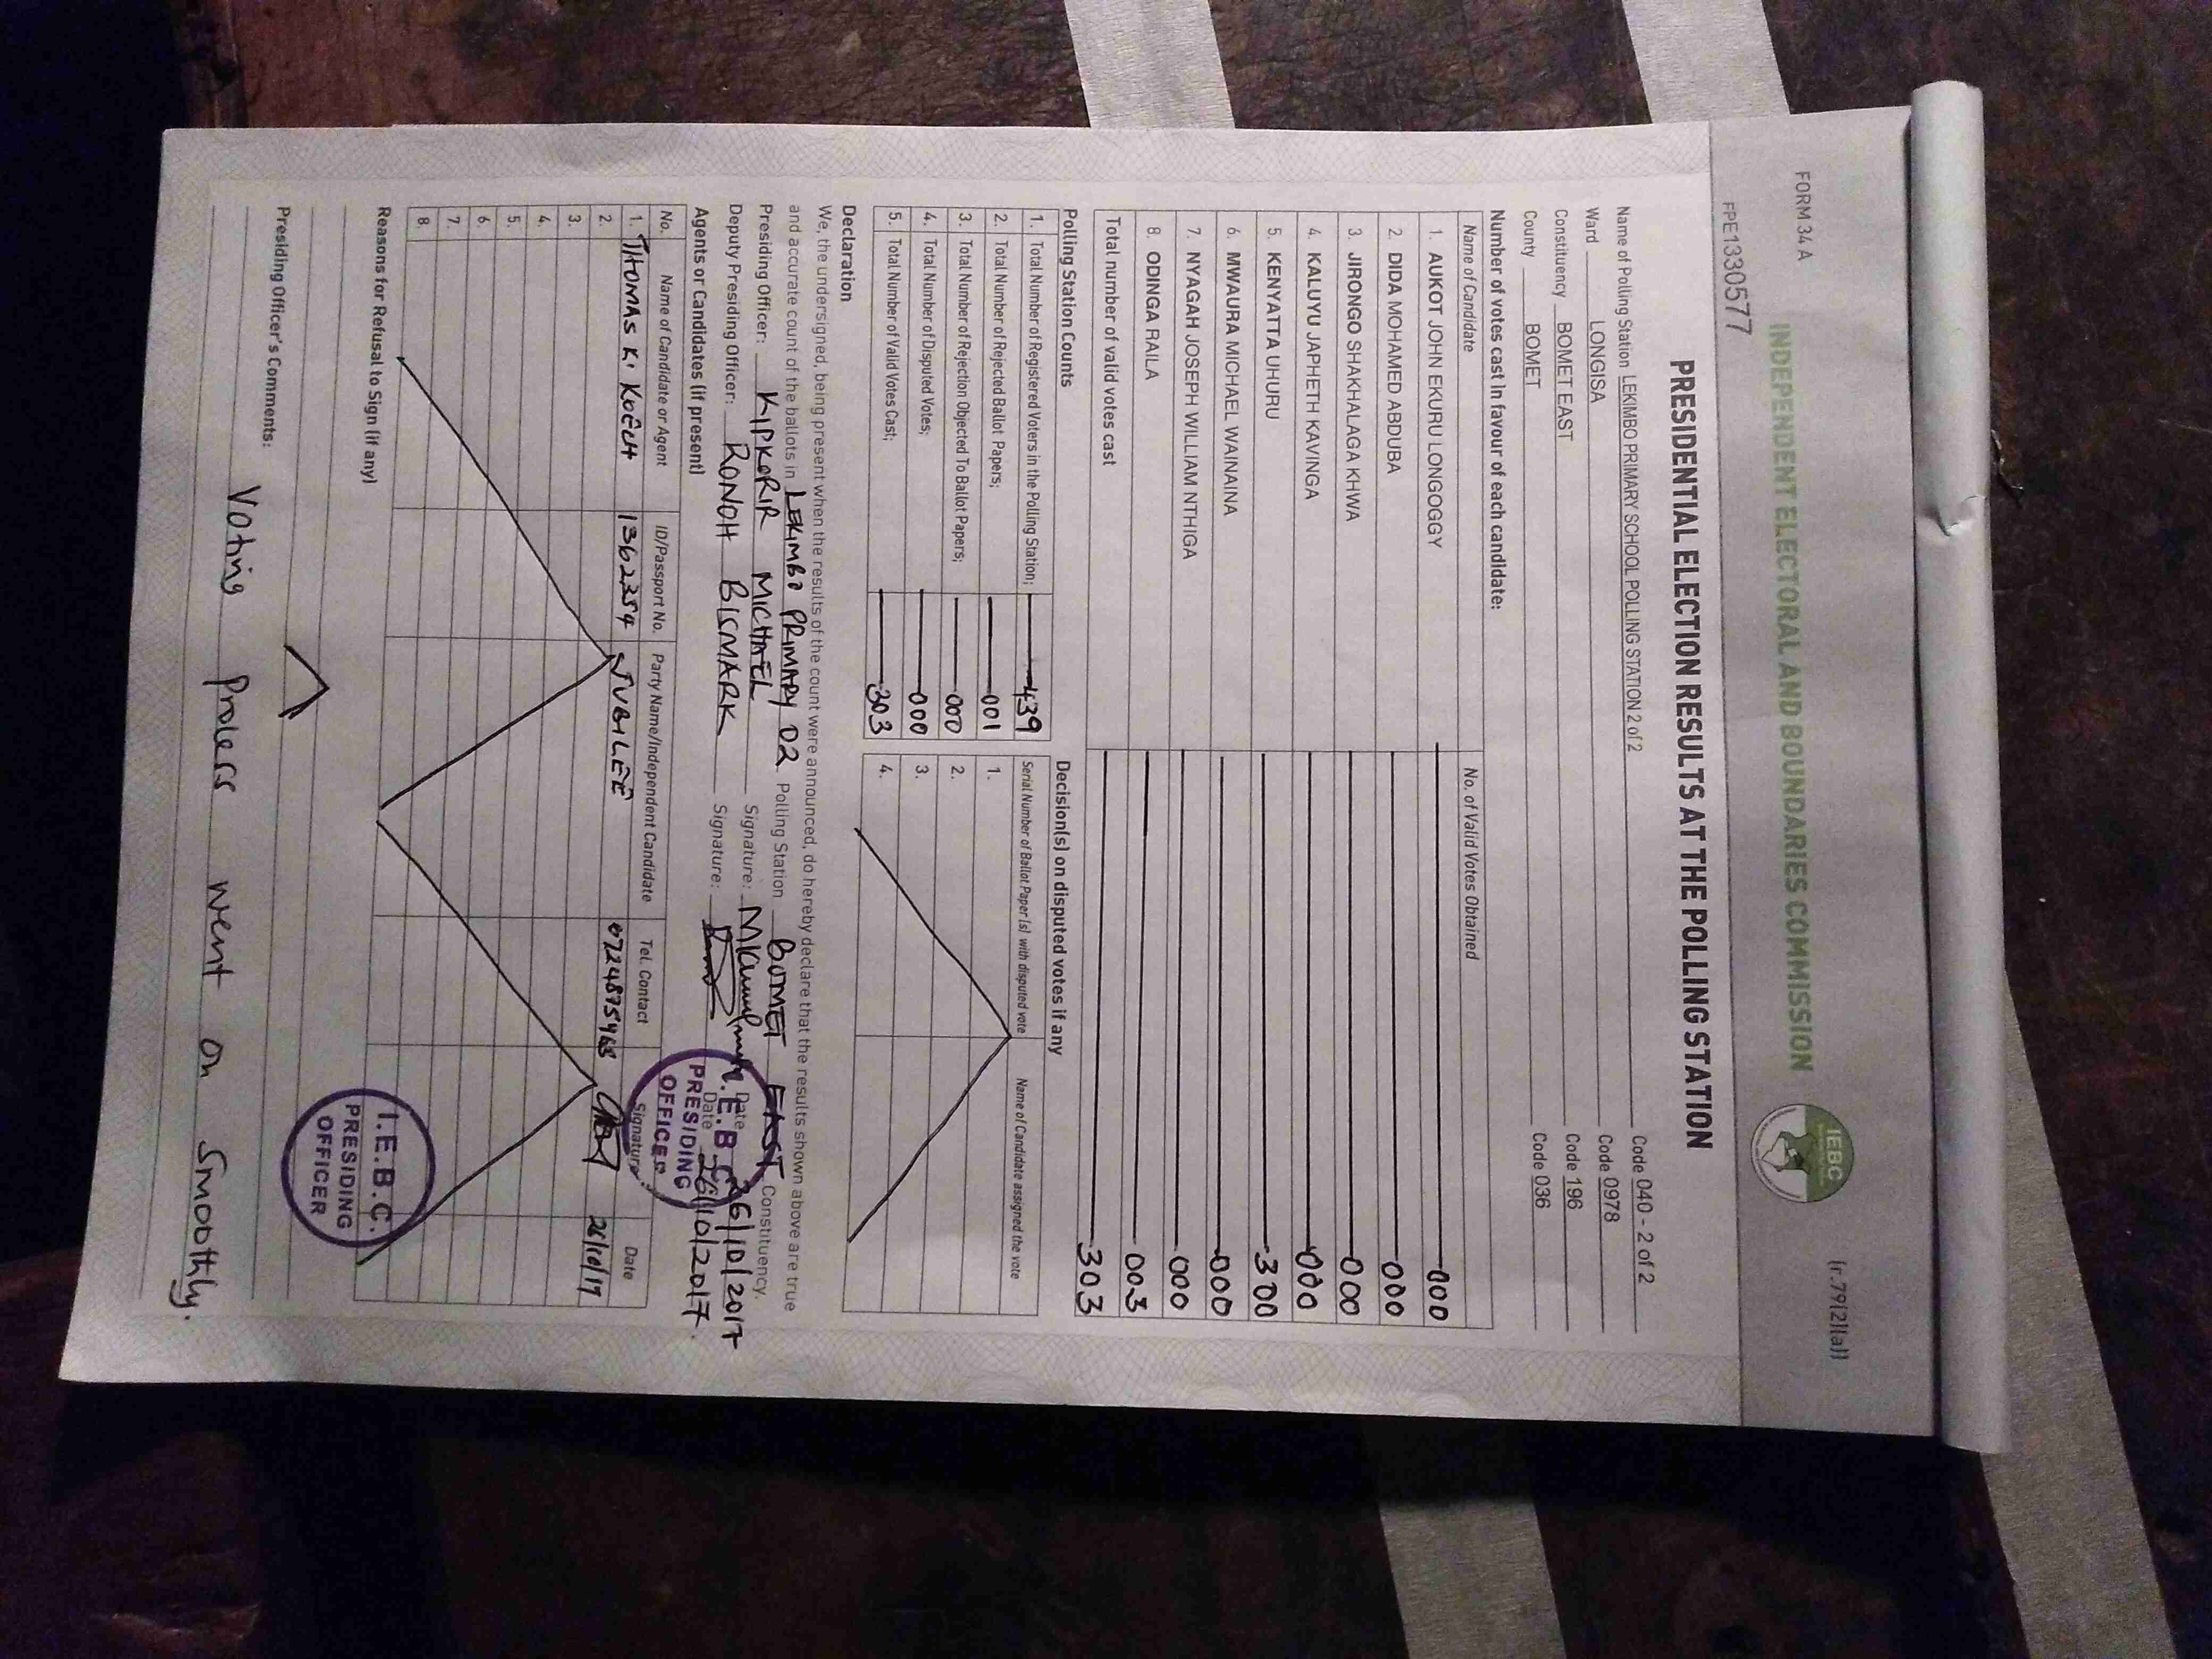 FORM 34 A
(r.79(2)(a))
INDEPENDENT ELECTORAL AND BOUNDARIES COMMISSION
IEBC
FPE1330577
PRESIDENTIAL ELECTION RESULTS AT THE POLLING STATION
Name of Polling Station LEKIMBO PRIMARY SCHOOL POLLING STATION 2 of 2 Code 040 - 2 of 2
Ward LONGISA Code 0978
Constituency BOMET EAST Code 196
County BOMET Code 036
Number of votes cast in favour of each candidate:
Name of Candidate No. of Valid Votes Obtained
1. AUKOT JOHN EKURU LONGOGGY 000
2. DIDA MOHAMED ABDUBA 000
3. JIRONGO SHAKHALAGA KHWA 000
4. KALUYU JAPHETH KAVINGA 000
5. KENYATTA UHURU 300
6. MWAURA MICHAEL WAINAINA 000
7. NYAGAH JOSEPH WILLIAM NTHIGA 000
8. ODINGA RAILA 003
Total number of valid votes cast 303
Polling Station Counts
1. Total Number of Registered Voters in the Polling Station; 439
2. Total Number of Rejected Ballot Papers; 001
3. Total Number of Rejection Objected To Ballot Papers; 000
4. Total Number of Disputed Votes; 000
5. Total Number of Valid Votes Cast; 303
Decision(s) on disputed votes if any
Serial Number of Ballot Paper (s) with disputed vote Name of Candidate assigned the vote
1.
2.
3.
4.
Declaration
We, the undersigned, being present when the results of the count were announced, do hereby declare that the results shown above are true
and accurate count of the ballots in LEKIMBO PRIMARY 02 Polling Station BOMET EAST Constituency.
Presiding Officer: KIPKORIR MICHAEL Signature: Date 26/10/2017
Deputy Presiding Officer: RONOH BISMARK Signature: Date 26/10/2017.
I.E.B.C.
PRESIDING
OFFICER
Agents or Candidates (if present)
No. Name of Candidate or Agent ID/Passport No. Party Name/Independent Candidate Tel. Contact Signature Date
1. THOMAS K. KOECH 1362354 JUBILEE 0724875468 26/10/17
2.
3.
4.
5.
6.
7.
8.
Reasons for Refusal to Sign (if any)
I.E.B.C.
PRESIDING
OFFICER
Presiding Officer's Comments:
Voting proless went on smoothly.